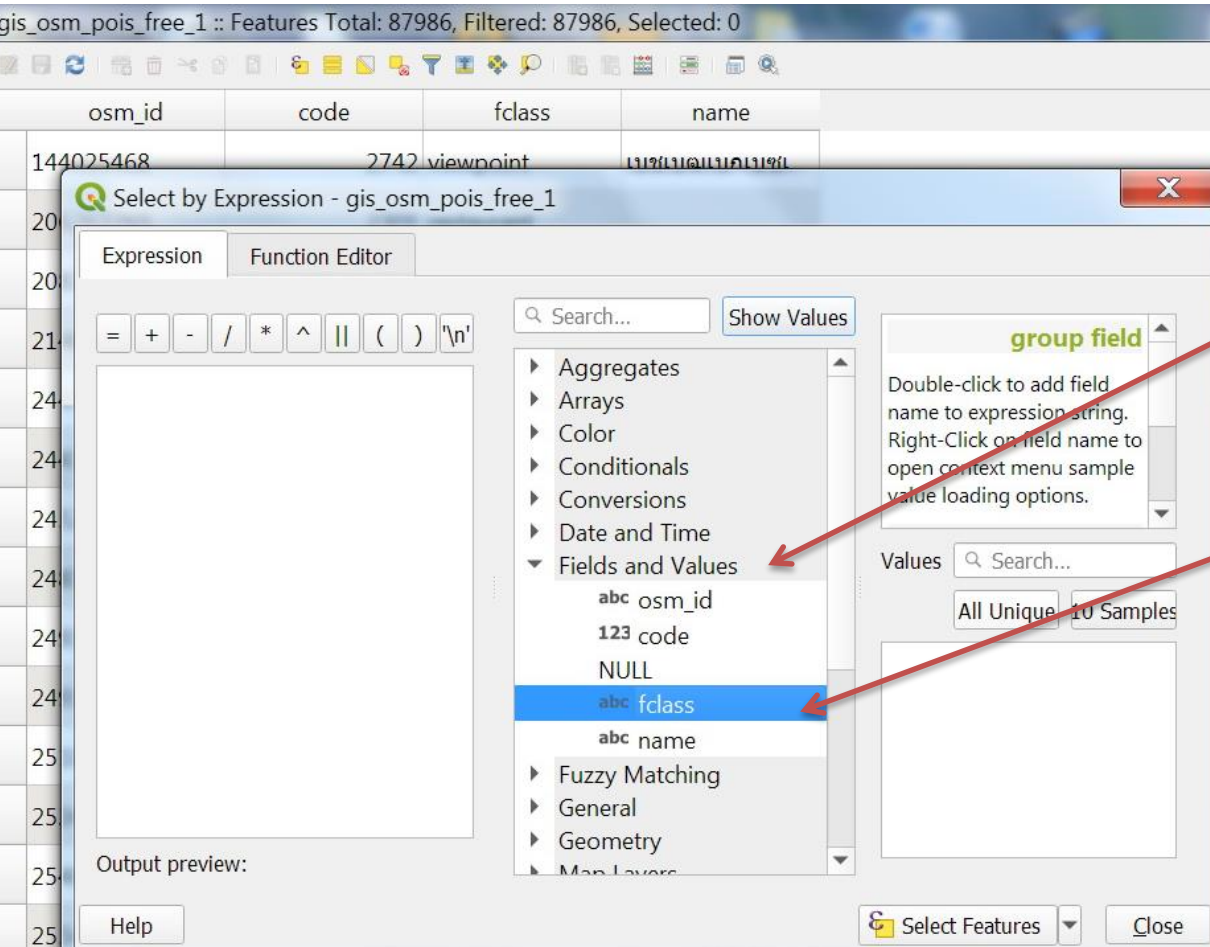 gis_osm_pois_free_1 :: Features Total: 87986, Filtered: 87986, Selected: 0
osm_id code fclass name
144025468 2742 viewpoint
Select by Expression - gis_osm_pois_free_1
Expression Function Editor
= + - / * ^ || ( ) '\n'
Search... Show Values
Aggregates
Arrays
Color
Conditionals
Conversions
Date and Time
Fields and Values
abc osm_id
123 code
NULL
abc fclass
abc name
Fuzzy Matching
General
Geometry
Map Layers
group field
Double-click to add field
name to expression string.
Right-Click on field name to
open context menu sample
value loading options.
Values Search...
All Unique 10 Samples
Output preview:
Help Select Features Close